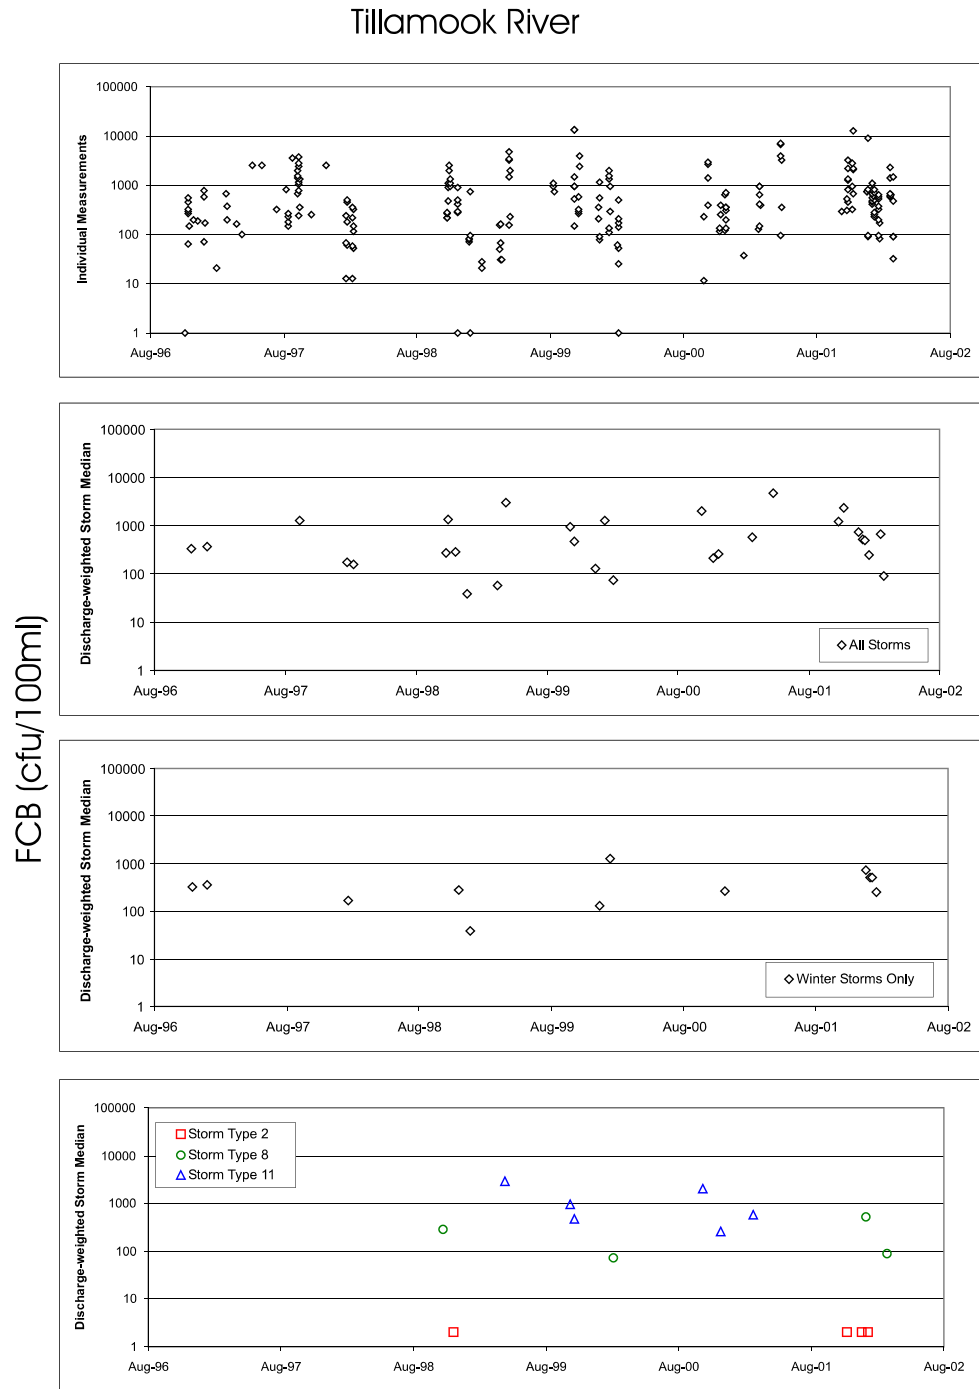 Tillamook River
FCB (cfu/100ml)
Individual Measurements
100000
10000
1000
100
10
1
Aug-96 Aug-97 Aug-98 Aug-99 Aug-00 Aug-01 Aug-02
Discharge-weighted Storm Median
100000
10000
1000
100
10
1
All Storms
Aug-96 Aug-97 Aug-98 Aug-99 Aug-00 Aug-01 Aug-02
Discharge-weighted Storm Median
100000
10000
1000
100
10
1
Winter Storms Only
Aug-96 Aug-97 Aug-98 Aug-99 Aug-00 Aug-01 Aug-02
Discharge-weighted Storm Median
100000
10000
1000
100
10
1
Storm Type 2
Storm Type 8
Storm Type 11
Aug-96 Aug-97 Aug-98 Aug-99 Aug-00 Aug-01 Aug-02